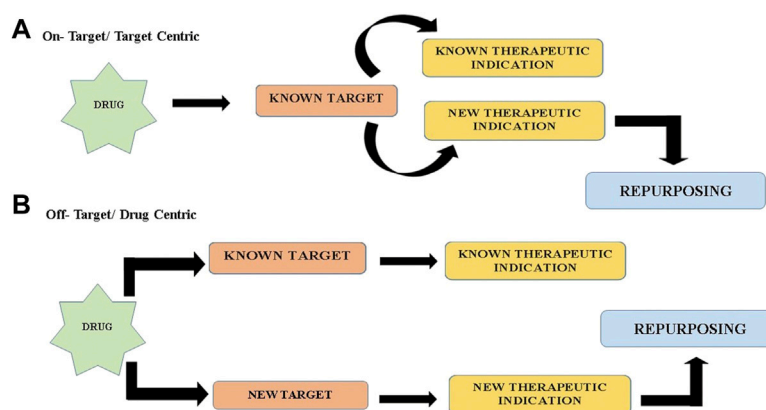 A
On- Target/ Target Centric
DRUG
KNOWN TARGET
KNOWN THERAPEUTIC
INDICATION
NEW THERAPEUTIC
INDICATION
REPURPOSING
B
Off- Target/ Drug Centric
DRUG
KNOWN TARGET
KNOWN THERAPEUTIC
INDICATION
NEW TARGET
NEW THERAPEUTIC
INDICATION
REPURPOSING